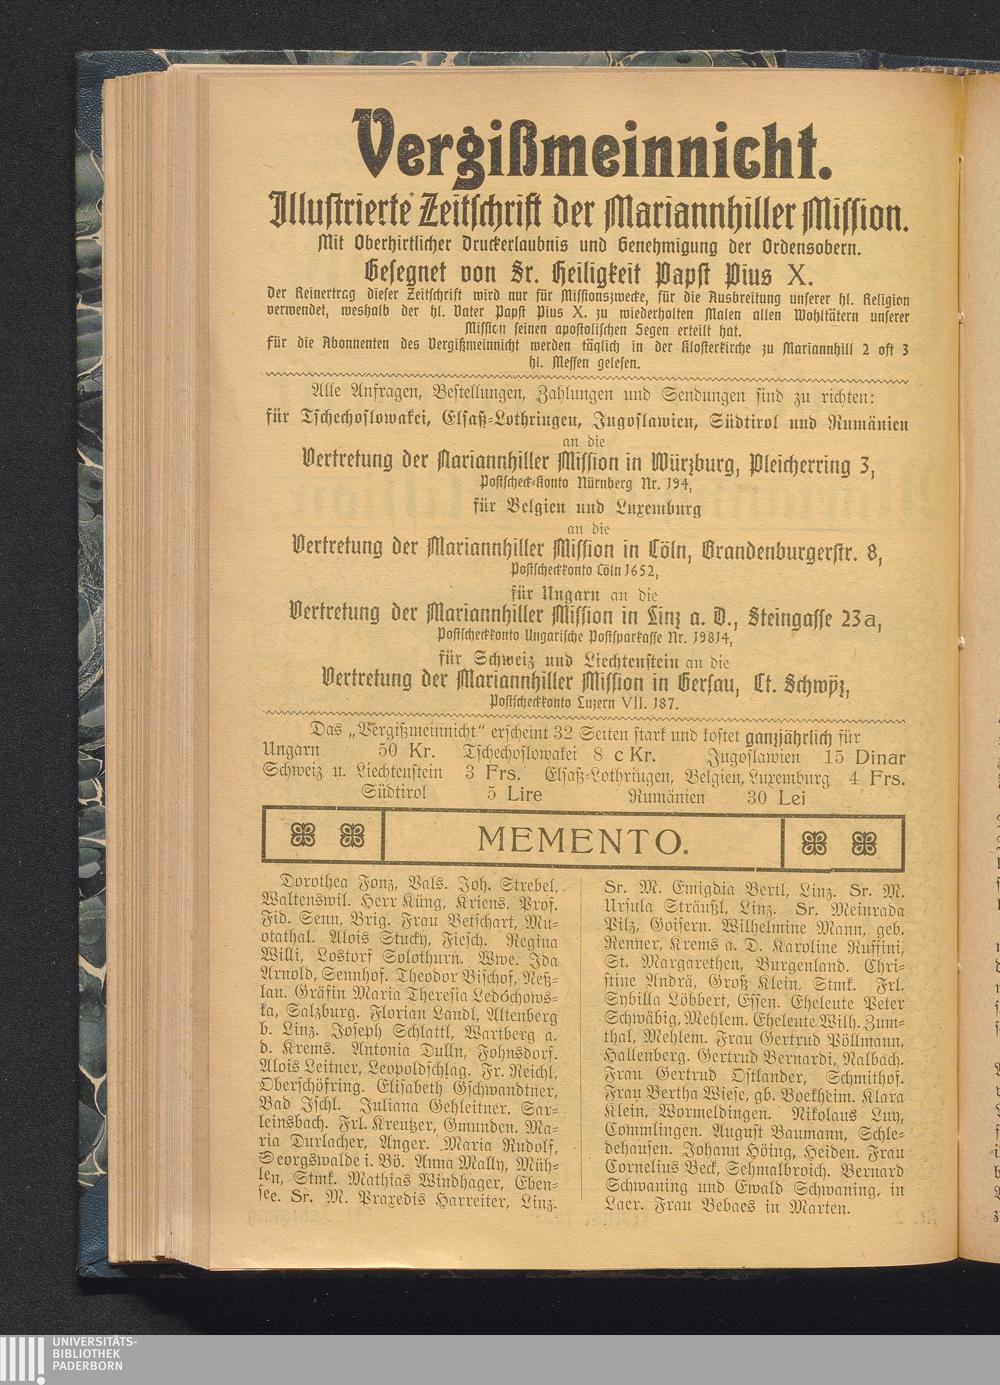 Vergißmeinnicht.
Illustrierte Zeitschrift der Mariannhiller Mission.
Mit Oberhirtlicher Druckerlaubnis und Genehmigung der Ordensobern.
Gesegnet von Sr. Heiligkeit Papst Pius X.
Der Reinertrag dieser Zeitschrift wird nur für Missionszwecke, für die Ausbreitung unserer hl. Religion
verwendet, weshalb der hl. Vater Papst Pius X. zu wiederholten Malen allen Wohltätern unserer
Mission seinen apostolischen Segen erteilt hat.
Für die Abonnenten des Vergißmeinnicht werden täglich in der Klosterkirche zu Mariannhill 2 oft 3
hl. Messen gelesen.
Alle Anfragen, Bestellungen, Zahlungen und Sendungen sind zu richten:
für Tschechoslowakei, Elsaß-Lothringen, Jugoslawien, Südtirol und Rumänien
an die
Vertretung der Mariannhiller Mission in Würzburg, Pleicherring 3,
Postscheck-Konto Nürnberg Nr. 194,
für Belgien und Luxemburg
an die
Vertretung der Mariannhiller Mission in Cöln, Brandenburgerstr. 8,
Postscheckkonto Cöln 1652,
für Ungarn an die
Vertretung der Mariannhiller Mission in Linz a. D., Steingasse 23a,
Postscheckkonto Ungarische Postsparkasse Nr. 19814,
für Schweiz und Liechtenstein an die
Vertretung der Mariannhiller Mission in Gersau, Ct. Schwÿz,
Postscheckkonto Luzern VII. 187.
Das „Vergißmeinnicht“ erscheint 32 Seiten stark und kostet ganzjährlich für
Ungarn 50 Kr. Tschechoslowakei 8 c Kr. Jugoslawien 15 Dinar
Schweiz u. Liechtenstein 3 Frs. Elsaß-Lothringen, Belgien, Luxemburg 4 Frs.
Südtirol 5 Lire Rumänien 30 Lei
MEMENTO.
Dorothea Fonz, Vals. Joh. Strebel,
Waltenswil. Herr Küng, Kriens. Prof.
Fid. Senn, Brig. Frau Betschart, Mu-
otathal. Alois Stucky, Fiesch. Regina
Willi, Lostorf Solothurn. Wwe. Ida
Arnold, Sennhof. Theodor Bischof, Neß-
lau. Gräfin Maria Theresia Ledóchows-
ka, Salzburg. Florian Landl, Altenberg
b. Linz. Joseph Schlattl, Wartberg a.
d. Krems. Antonia Dulln, Fohnsdorf.
Alois Leitner, Leopoldschlag. Fr. Reichl,
Oberschöfring. Elisabeth Gschwandtner,
Bad Ischl. Juliana Gehleitner, Sar-
leinsbach. Frl. Kreutzer, Gmunden. Ma-
ria Durlacher, Anger. Maria Rudolf,
Georgswalde i. Bö. Anna Mally, Müh-
len, Stmk. Mathias Windhager, Eben-
see. Sr. M. Praxedis Harreiter, Linz.
Sr. M. Emigdia Bertl, Linz. Sr. M.
Ursula Sträußl, Linz. Sr. Meinrada
Pilz, Goisern. Wilhelmine Mann, geb.
Renner, Krems a. D. Karoline Ruffini,
St. Margarethen, Burgenland. Chri-
stine Andrä, Groß Klein, Stmk. Frl.
Sybilla Löbbert, Essen. Eheleute Peter
Schwäbig, Mehlem. Eheleute Wilh. Zum-
thal, Mehlem. Frau Gertrud Pöllmann,
Hallenberg. Gertrud Bernardi, Nalbach.
Frau Gertrud Ostlander, Schmithof.
Frau Bertha Wiese, gb. Boekheim. Klara
Klein, Wormeldingen. Nikolaus Luy,
Commlingen. August Baumann, Schle-
dehausen. Johann Höing, Heiden. Frau
Cornelius Beck, Sehmalbroich. Bernard
Schwaning und Ewald Schwaning, in
Laer. Frau Bebaes in Marten.
UNIVERSITÄTS-
BIBLIOTHEK
PADERBORN